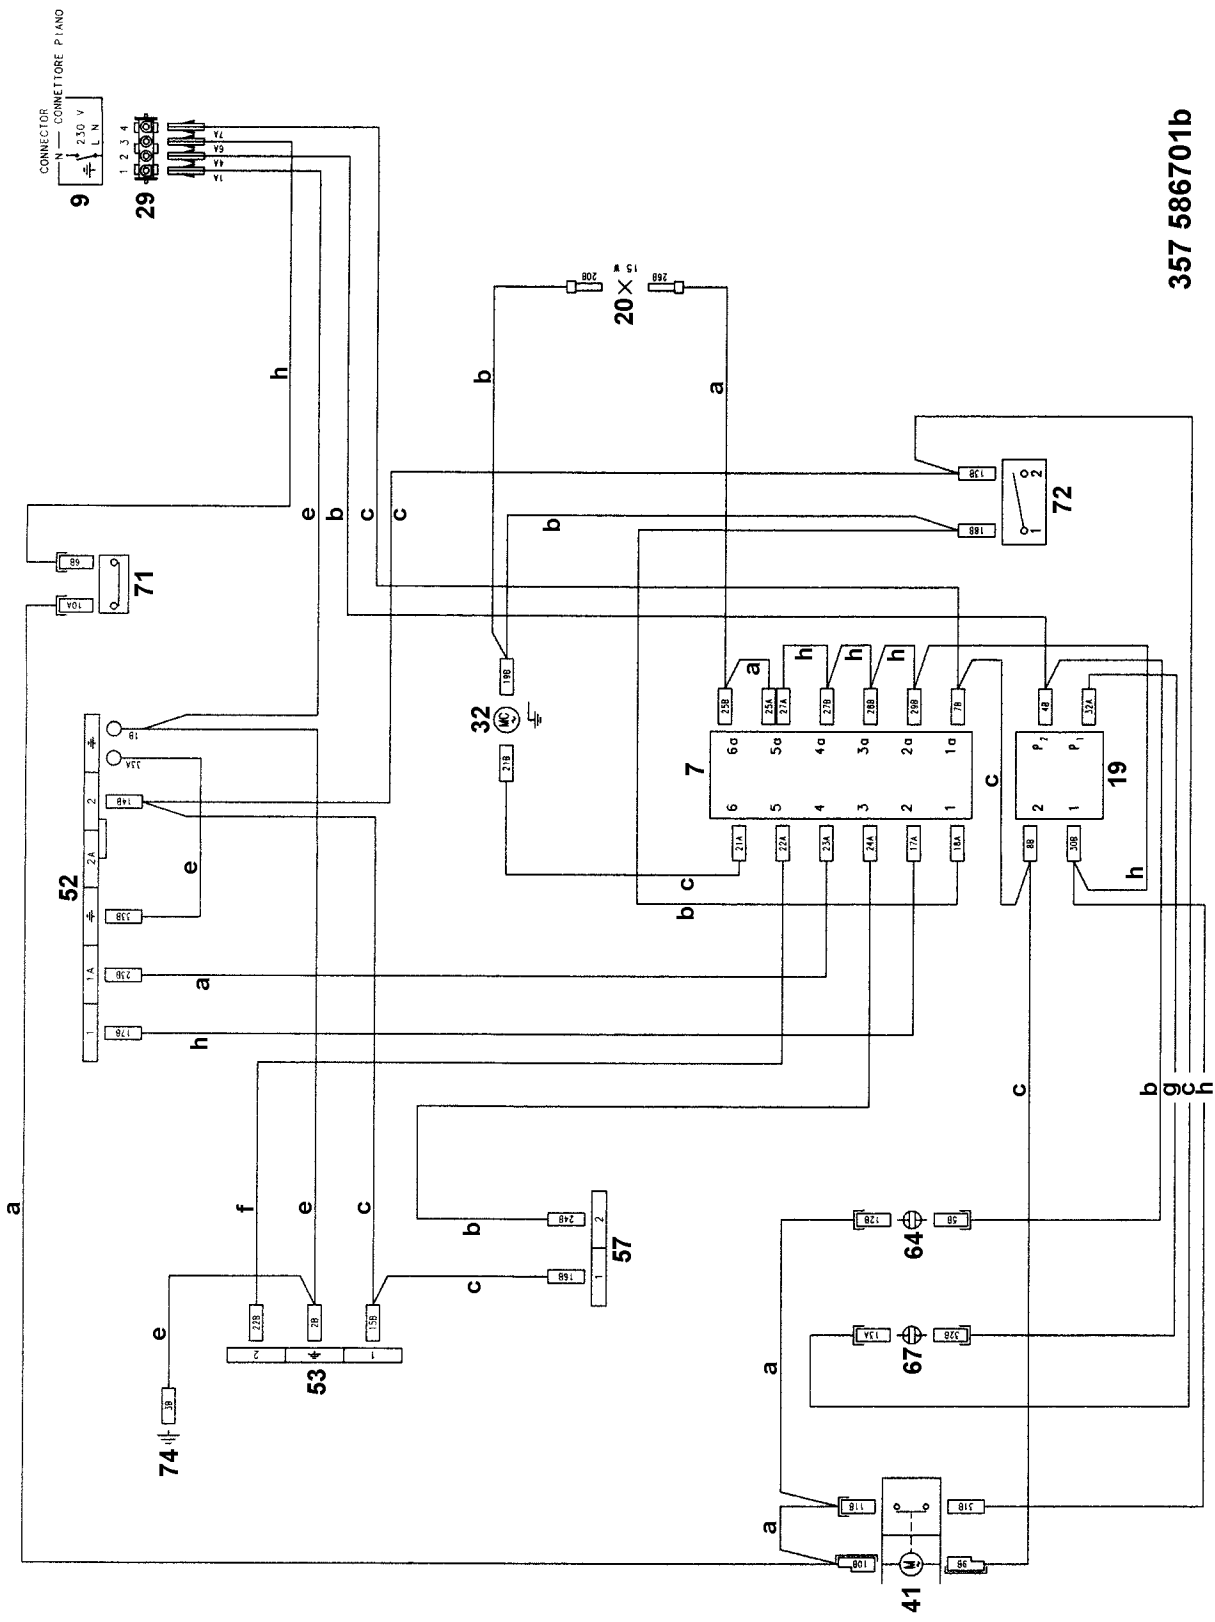 CONNECTOR
CONNETTORE PIANO
N
230 V
L N
9
1 2 3 4
29
1A
4A
6A
7A
357 586701b
h
e
b
c
c
20B
15 W
20
26B
b
a
6B
10A
71
b
13B
18B
1
2
72
19B
32
MC
21B
a
h
h
h
25B
25A
27A
27B
28B
29B
7B
4B
32A
7
6a
5a
4a
3a
2a
1a
6
5
4
3
2
1
21A
22A
23A
24A
17A
18A
c
b
19
P2
P1
2
1
8B
30B
c
h
52
2
2A
1A
1
1B
33A
14B
33B
23B
17B
e
a
h
a
f
e
c
b
c
e
24B
16B
2
1
57
22B
2B
15B
2
1
53
3B
74
c
b
g
c
h
12B
5B
64
13A
32B
67
a
a
11B
31B
10B
9B
M
41